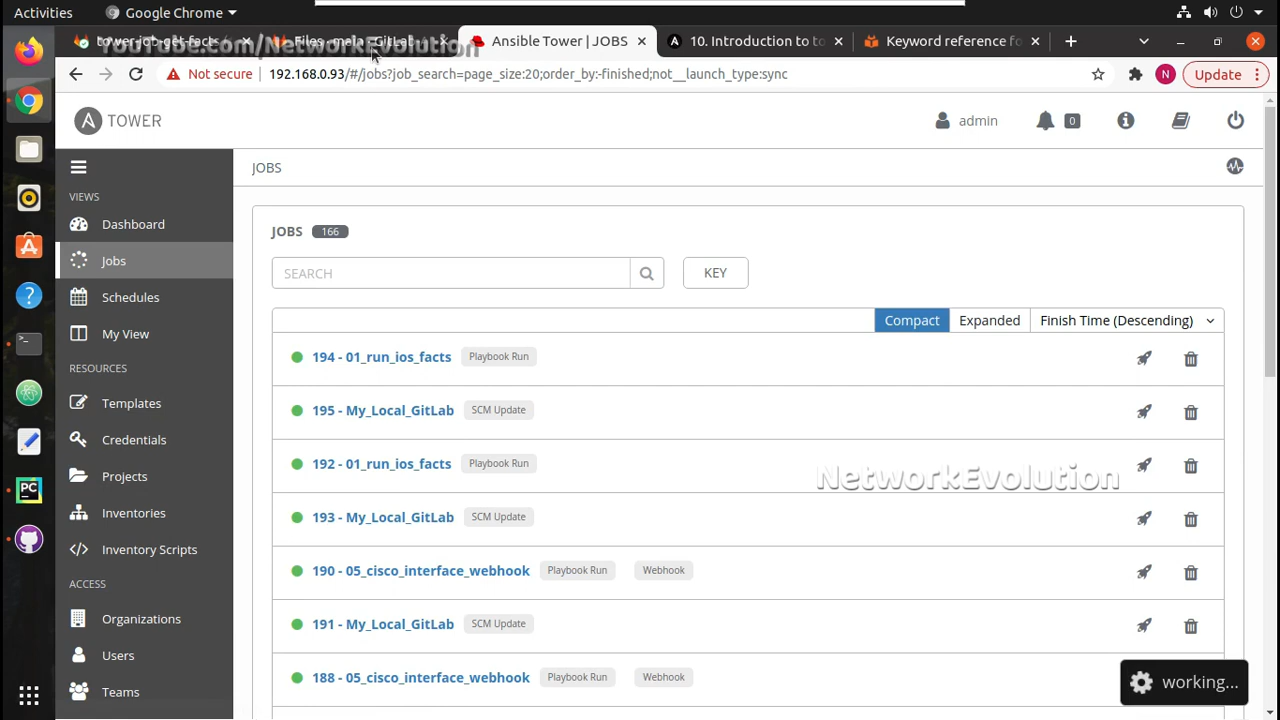 Activities
Google Chrome
tower-job-get-facts
Files · main · GitLab
Ansible Tower | JOBS
10. Introduction to to
Keyword reference fo
youtube.com/NetworkEvolution
Not secure
192.168.0.93/#/jobs?job_search=page_size:20;order_by:-finished;not__launch_type:sync
N
Update
A TOWER
admin
0
VIEWS
Dashboard
Jobs
Schedules
My View
RESOURCES
Templates
Credentials
Projects
Inventories
Inventory Scripts
ACCESS
Organizations
Users
Teams
JOBS
JOBS 166
SEARCH
KEY
Compact
Expanded
Finish Time (Descending)
194 - 01_run_ios_facts Playbook Run
195 - My_Local_GitLab SCM Update
192 - 01_run_ios_facts Playbook Run
NetworkEvolution
193 - My_Local_GitLab SCM Update
190 - 05_cisco_interface_webhook Playbook Run Webhook
191 - My_Local_GitLab SCM Update
188 - 05_cisco_interface_webhook Playbook Run Webhook
working...